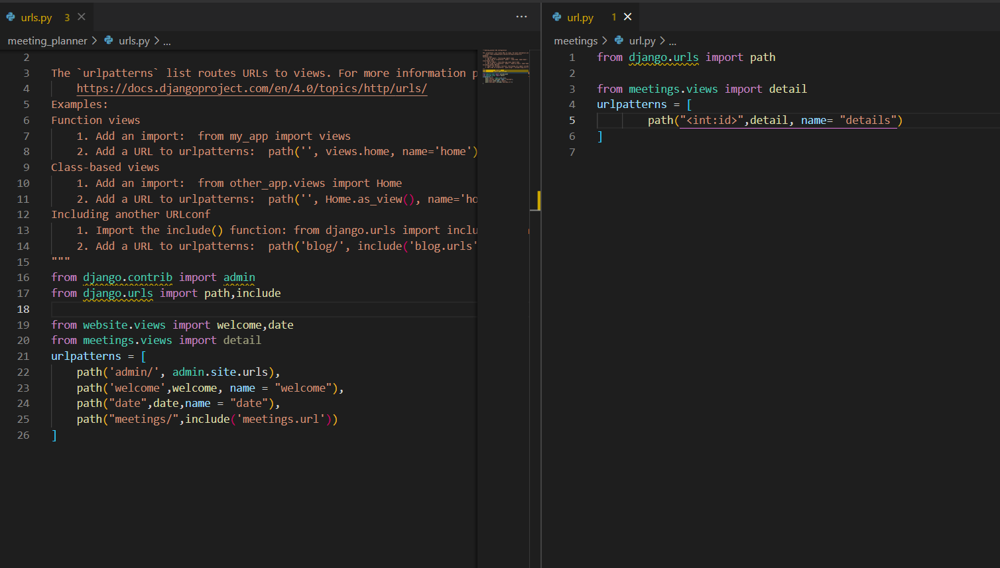 urls.py 3
meeting_planner > urls.py > ...
2
3 The `urlpatterns` list routes URLs to views. For more information p
4     https://docs.djangoproject.com/en/4.0/topics/http/urls/
5 Examples:
6 Function views
7     1. Add an import:  from my_app import views
8     2. Add a URL to urlpatterns:  path('', views.home, name='home')
9 Class-based views
10     1. Add an import:  from other_app.views import Home
11     2. Add a URL to urlpatterns:  path('', Home.as_view(), name='ho
12 Including another URLconf
13     1. Import the include() function: from django.urls import inclu
14     2. Add a URL to urlpatterns:  path('blog/', include('blog.urls'
15 """
16 from django.contrib import admin
17 from django.urls import path,include
18
19 from website.views import welcome,date
20 from meetings.views import detail
21 urlpatterns = [
22     path('admin/', admin.site.urls),
23     path('welcome',welcome, name = "welcome"),
24     path("date",date,name = "date"),
25     path("meetings/",include('meetings.url'))
26 ]
url.py 1
meetings > url.py > ...
1 from django.urls import path
2
3 from meetings.views import detail
4 urlpatterns = [
5         path("<int:id>",detail, name= "details")
6 ]
7